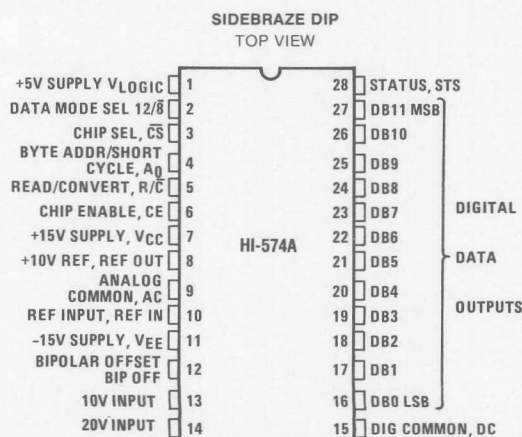 SIDEBRAZE DIP
TOP VIEW
+5V SUPPLY VLOGIC 1
DATA MODE SEL 12/8̅ 2
CHIP SEL, C̅S̅ 3
BYTE ADDR/SHORT
CYCLE, A0 4
READ/CONVERT, R/C̅ 5
CHIP ENABLE, CE 6
+15V SUPPLY, VCC 7
+10V REF, REF OUT 8
ANALOG
COMMON, AC 9
REF INPUT, REF IN 10
-15V SUPPLY, VEE 11
BIPOLAR OFFSET
BIP OFF 12
10V INPUT 13
20V INPUT 14
HI-574A
28 STATUS, STS
27 DB11 MSB
26 DB10
25 DB9
24 DB8
23 DB7
22 DB6
21 DB5
20 DB4
19 DB3
18 DB2
17 DB1
16 DB0 LSB
15 DIG COMMON, DC
DIGITAL
DATA
OUTPUTS